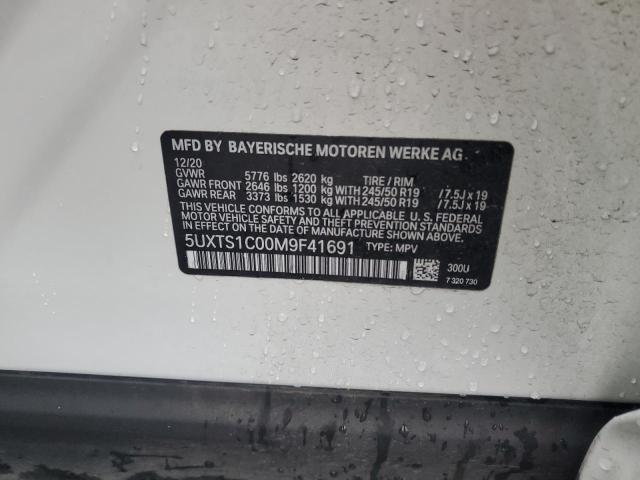 MFD BY BAYERISCHE MOTOREN WERKE AG
12/20
GVWR 5776 lbs 2620 kg TIRE / RIM
GAWR FRONT 2646 lbs 1200 kg WITH 245/50 R19 /7.5J x 19
GAWR REAR 3373 lbs 1530 kg WITH 245/50 R19 /7.5J x 19
THIS VEHICLE CONFORMS TO ALL APPLICABLE U.S. FEDERAL
MOTOR VEHICLE SAFETY, BUMPER, AND
THEFT PREVENTION STANDARDS
IN EFFECT ON THE DATE OF MANUFACTURE SHOWN ABOVE.
5UXTS1C00M9F41691 TYPE: MPV
300U
7 320 730